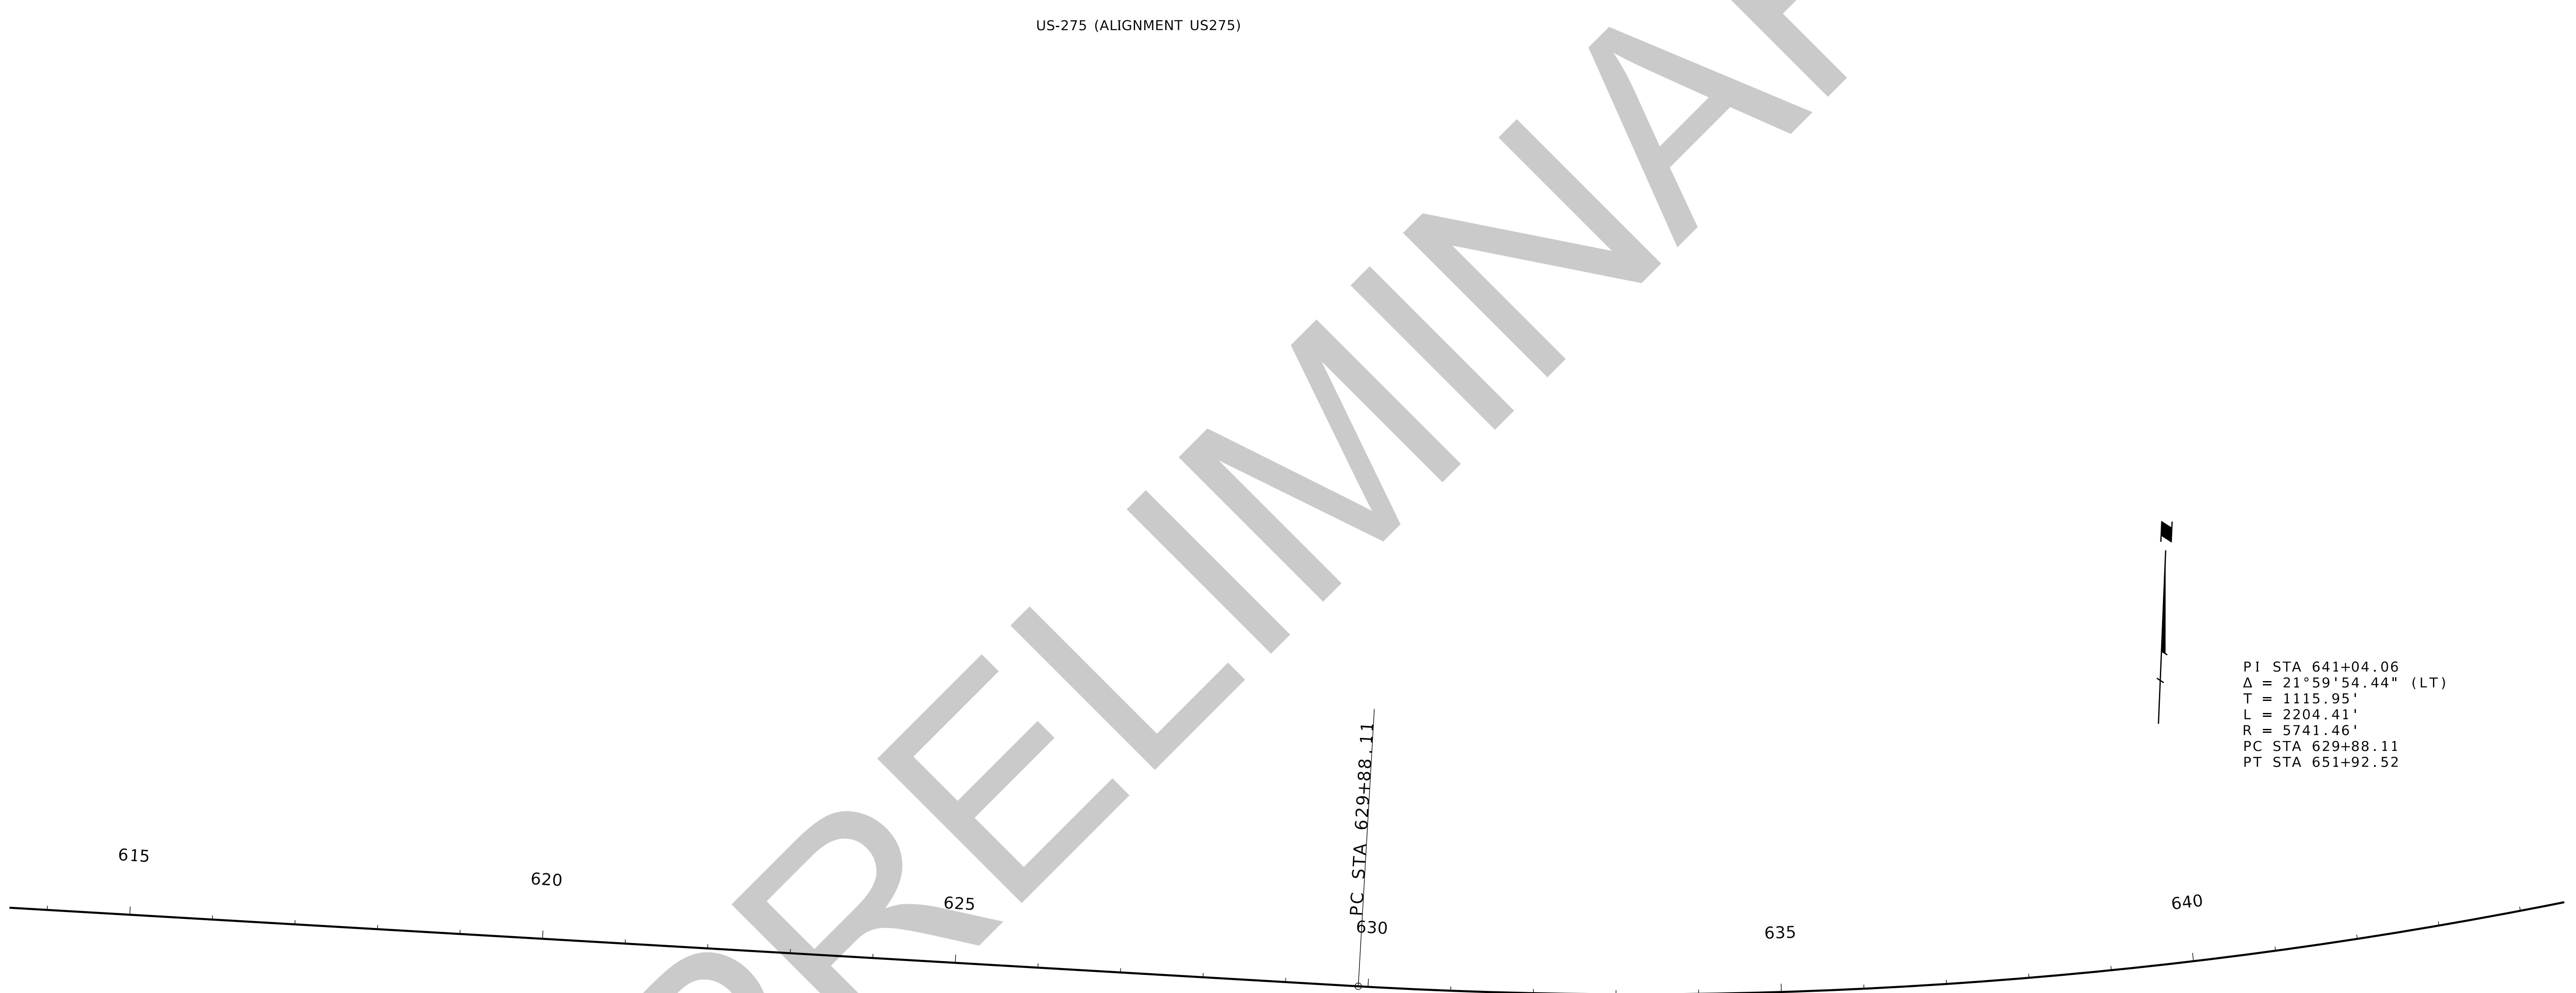 US-275 (ALIGNMENT US275)
PRELIMINAR
N
PI STA 641+04.06
Δ = 21°59'54.44" (LT)
T = 1115.95'
L = 2204.41'
R = 5741.46'
PC STA 629+88.11
PT STA 651+92.52
PC STA 629+88.11
615
620
625
630
635
640